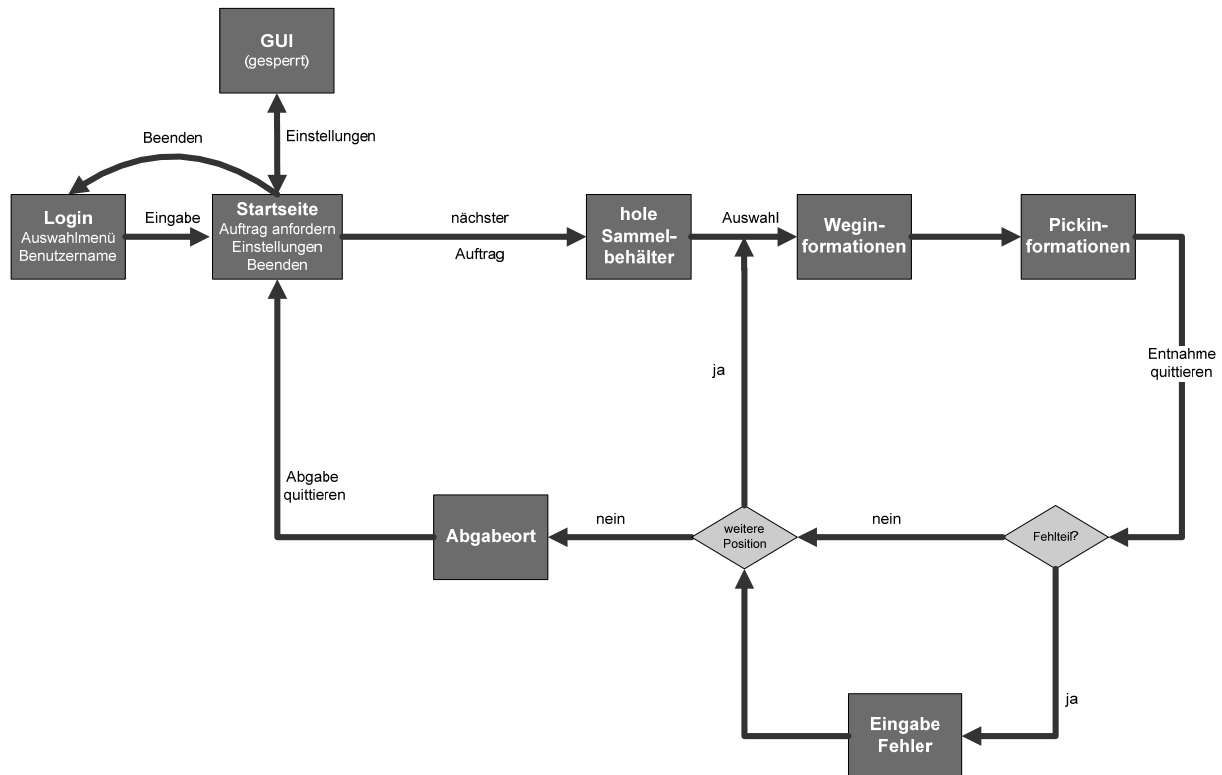 GUI
(gesperrt)
Einstellungen
Beenden
Login
Auswahlmenü
Benutzername
Eingabe
Startseite
Auftrag anfordern
Einstellungen
Beenden
nächster
Auftrag
hole
Sammel-
behälter
Auswahl
Wegin-
formationen
Pickin-
formationen
Entnahme
quittieren
ja
Abgabe
quittieren
Abgabeort
nein
weitere
Position
nein
Fehlteil?
ja
Eingabe
Fehler